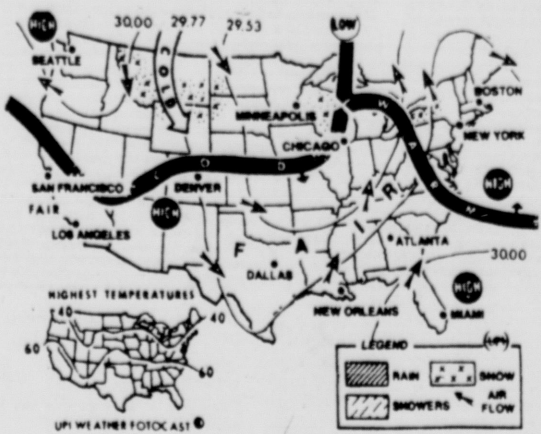 30.00 29.77 29.53
HIGH
LOW
SEATTLE
COLD
MINNEAPOLIS
BOSTON
NEW YORK
CHICAGO
WARM
SAN FRANCISCO
COLD
DENVER
HIGH
FAIR
HIGH
LOS ANGELES
FAIR
ATLANTA
30.00
DALLAS
HIGH
NEW ORLEANS
MIAMI
HIGHEST TEMPERATURES
40
40
60
60
LEGEND
RAIN
SNOW
SHOWERS
AIR
FLOW
UPI WEATHER FOTOCAST ©